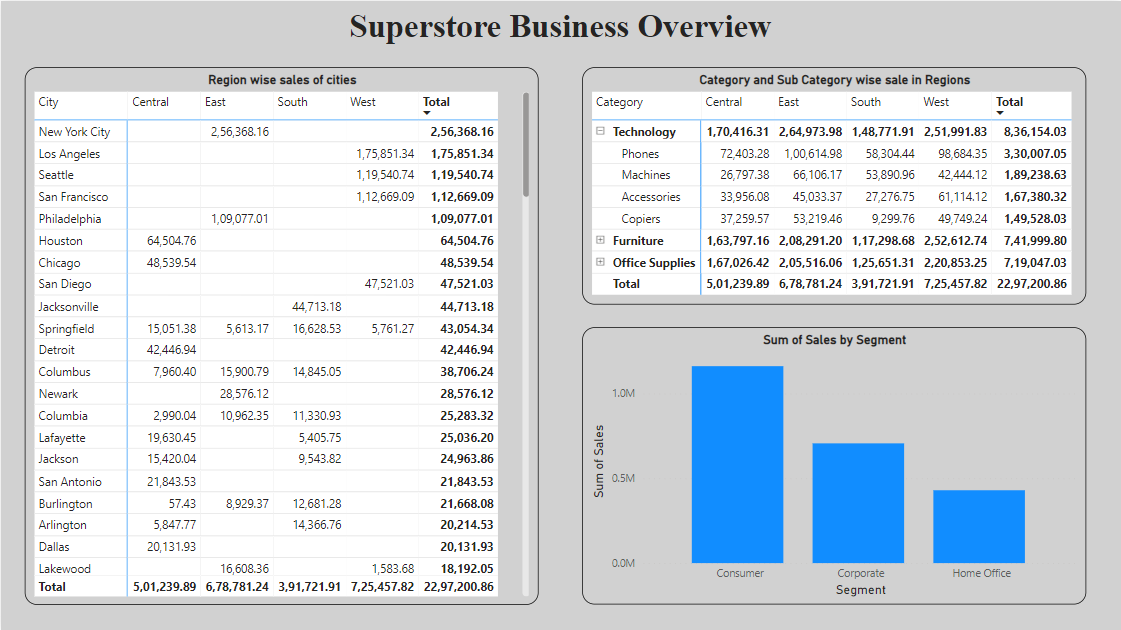 Superstore Business Overview
Region wise sales of cities
City Central East South West Total
New York City 2,56,368.16 2,56,368.16
Los Angeles 1,75,851.34 1,75,851.34
Seattle 1,19,540.74 1,19,540.74
San Francisco 1,12,669.09 1,12,669.09
Philadelphia 1,09,077.01 1,09,077.01
Houston 64,504.76 64,504.76
Chicago 48,539.54 48,539.54
San Diego 47,521.03 47,521.03
Jacksonville 44,713.18 44,713.18
Springfield 15,051.38 5,613.17 16,628.53 5,761.27 43,054.34
Detroit 42,446.94 42,446.94
Columbus 7,960.40 15,900.79 14,845.05 38,706.24
Newark 28,576.12 28,576.12
Columbia 2,990.04 10,962.35 11,330.93 25,283.32
Lafayette 19,630.45 5,405.75 25,036.20
Jackson 15,420.04 9,543.82 24,963.86
San Antonio 21,843.53 21,843.53
Burlington 57.43 8,929.37 12,681.28 21,668.08
Arlington 5,847.77 14,366.76 20,214.53
Dallas 20,131.93 20,131.93
Lakewood 16,608.36 1,583.68 18,192.05
Total 5,01,239.89 6,78,781.24 3,91,721.91 7,25,457.82 22,97,200.86
Category and Sub Category wise sale in Regions
Category Central East South West Total
Technology 1,70,416.31 2,64,973.98 1,48,771.91 2,51,991.83 8,36,154.03
Phones 72,403.28 1,00,614.98 58,304.44 98,684.35 3,30,007.05
Machines 26,797.38 66,106.17 53,890.96 42,444.12 1,89,238.63
Accessories 33,956.08 45,033.37 27,276.75 61,114.12 1,67,380.32
Copiers 37,259.57 53,219.46 9,299.76 49,749.24 1,49,528.03
Furniture 1,63,797.16 2,08,291.20 1,17,298.68 2,52,612.74 7,41,999.80
Office Supplies 1,67,026.42 2,05,516.06 1,25,651.31 2,20,853.25 7,19,047.03
Total 5,01,239.89 6,78,781.24 3,91,721.91 7,25,457.82 22,97,200.86
Sum of Sales by Segment
Sum of Sales
1.0M
0.5M
0.0M
Consumer Corporate Home Office
Segment